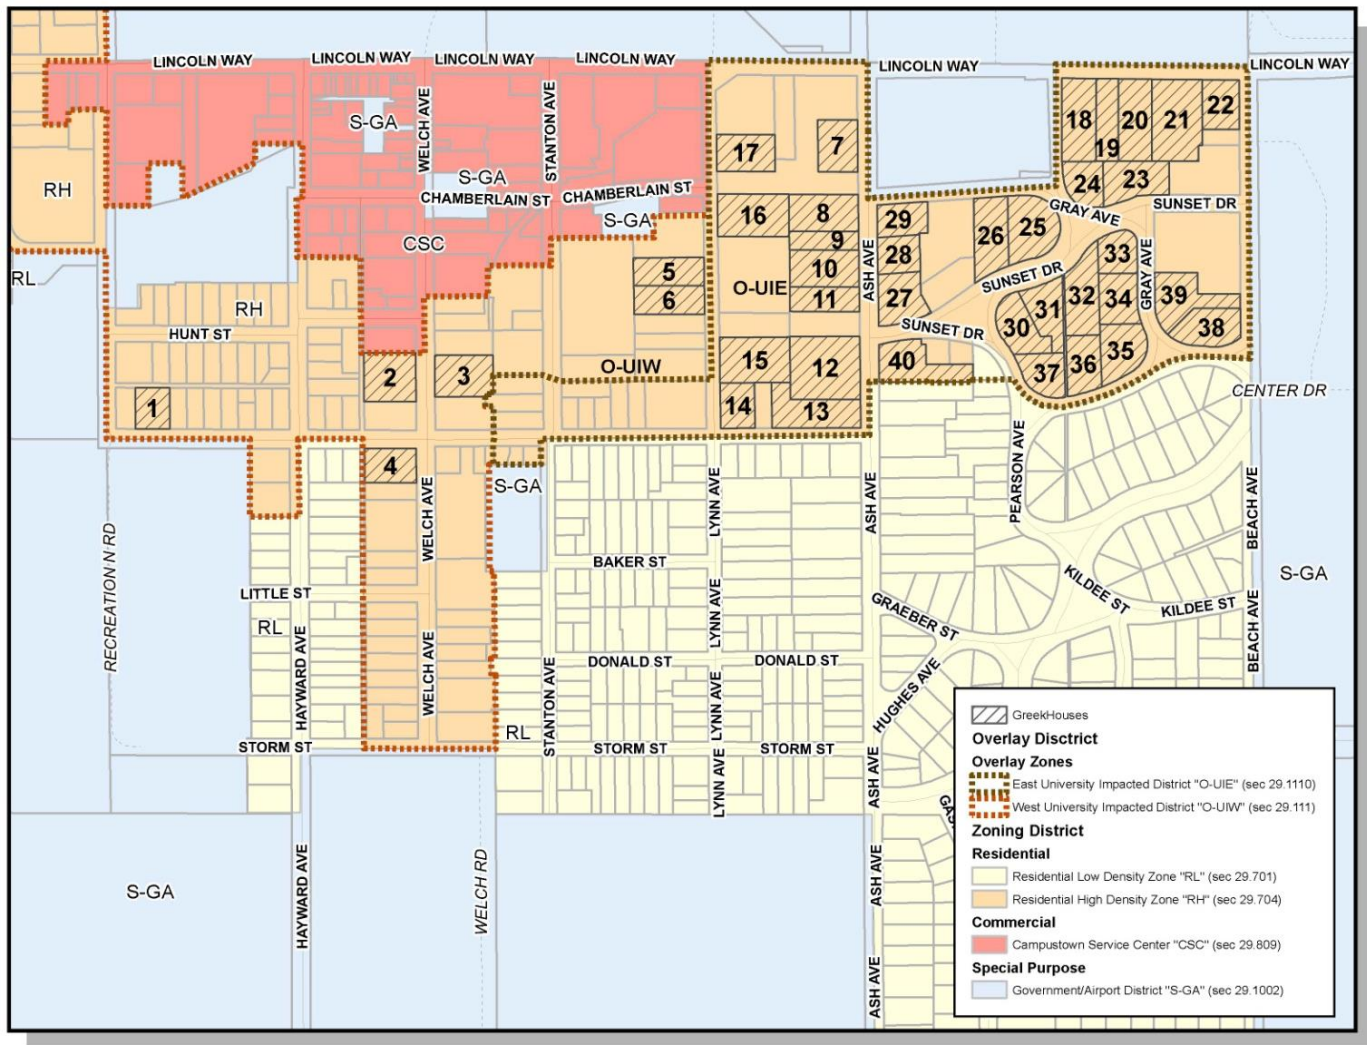 LINCOLN WAY
LINCOLN WAY
LINCOLN WAY
LINCOLN WAY
LINCOLN WAY
LINCOLN WAY
WELCH AVE
STANTON AVE
S-GA
S-GA
CHAMBERLAIN ST
CHAMBERLAIN ST
S-GA
CSC
RH
RL
RH
HUNT ST
17
7
16
8
9
10
11
5
6
O-UIE
O-UIW
ASH AVE
18
19
20
21
22
24
23
GRAY AVE
SUNSET DR
29
28
27
26
25
SUNSET DR
SUNSET DR
33
GRAY AVE
32
34
31
30
39
38
40
37
36
35
CENTER DR
15
12
14
13
1
2
3
4
S-GA
WELCH AVE
LYNN AVE
ASH AVE
PEARSON AVE
BEACH AVE
S-GA
RECREATION N RD
BAKER ST
LITTLE ST
RL
HAYWARD AVE
WELCH AVE
LYNN AVE
GRAEBER ST
KILDEE ST
KILDEE ST
BEACH AVE
DONALD ST
DONALD ST
HUGHES AVE
STANTON AVE
LYNN AVE
RL
STORM ST
STORM ST
STORM ST
LYNN AVE
ASH AVE
S-GA
HAYWARD AVE
WELCH RD
ASH AVE
ASH AVE
GreekHouses
Overlay Disctrict
Overlay Zones
East University Impacted District "O-UIE" (sec 29.1110)
West University Impacted District "O-UIW" (sec 29.111)
Zoning District
Residential
Residential Low Density Zone "RL" (sec 29.701)
Residential High Density Zone "RH" (sec 29.704)
Commercial
Campustown Service Center "CSC" (sec 29.809)
Special Purpose
Government/Airport District "S-GA" (sec 29.1002)